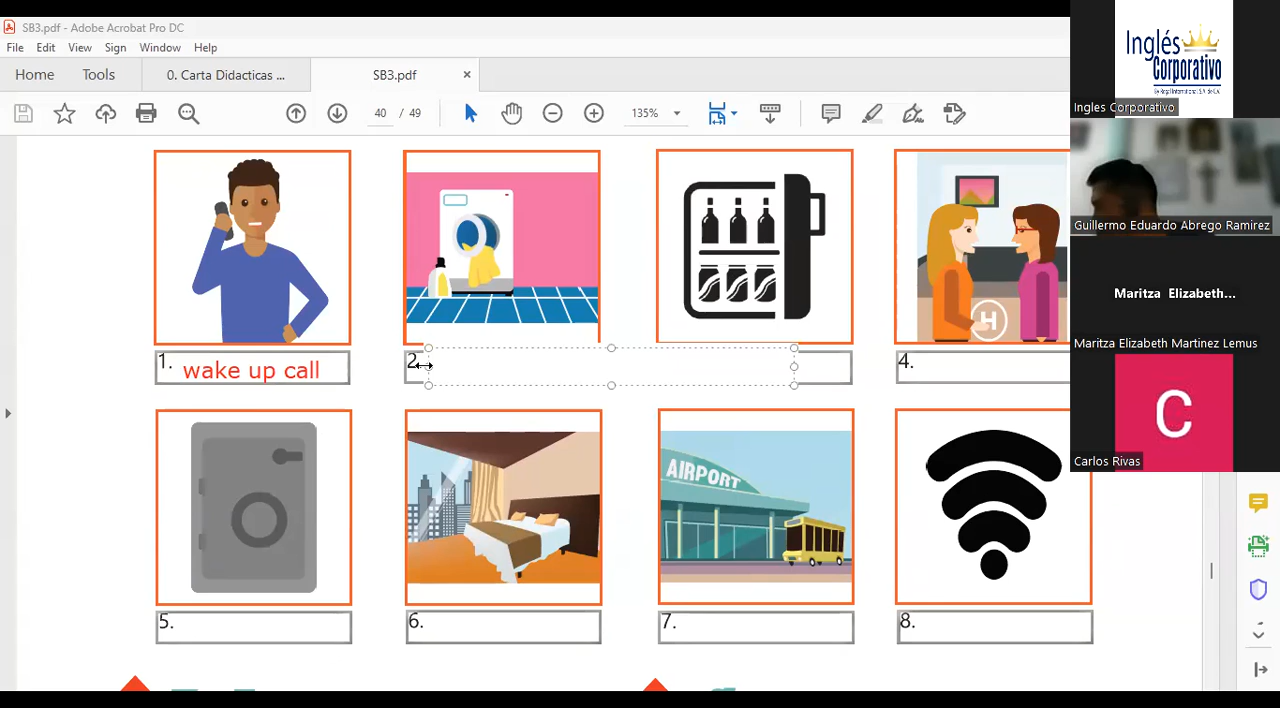 SB3.pdf - Adobe Acrobat Pro DC
File Edit View Sign Window Help
Home Tools 0. Carta Didacticas ... SB3.pdf ×
40 / 49 135%
1. wake up call
2.
4.
AIRPORT
H
5.
6.
7.
8.
Inglés
Corporativo
Ingles Corporativo
Guillermo Eduardo Abrego Ramirez
Maritza Elizabeth...
Maritza Elizabeth Martinez Lemus
C
Carlos Rivas